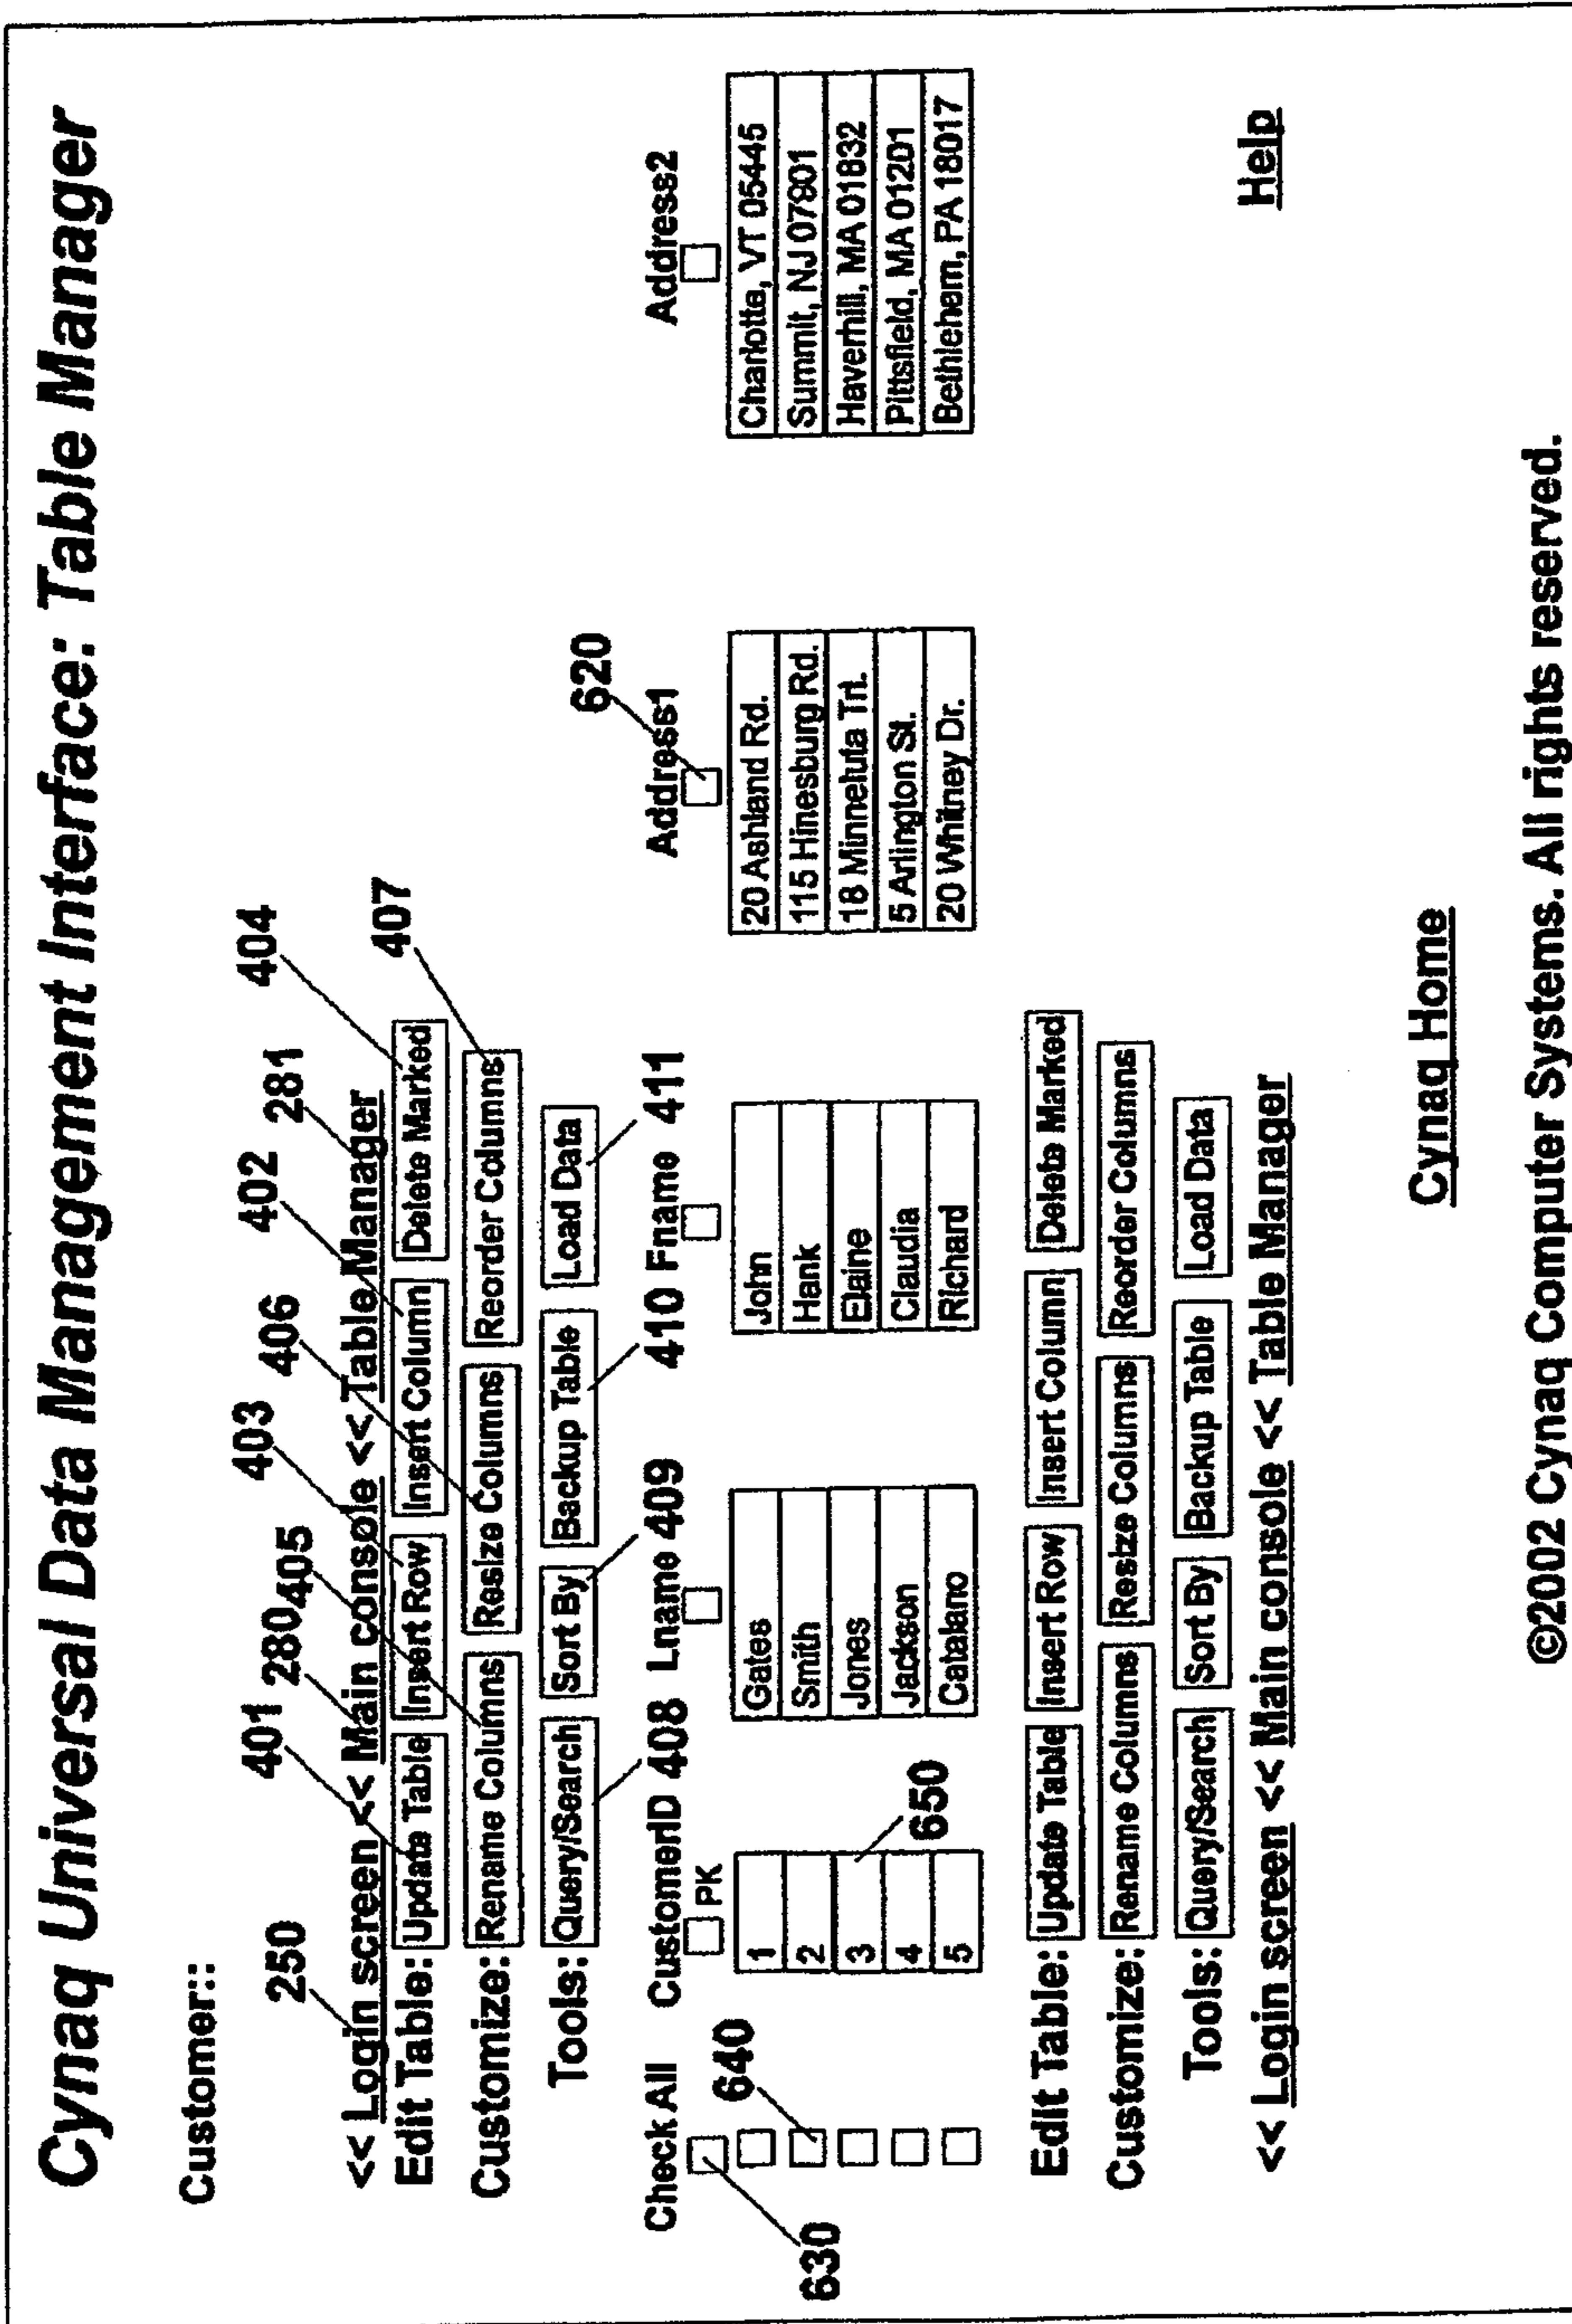 Cynaq Universal Data Management Interface: Table Manager
Customer::
250 401 280 405 403 406 402 281 404 407
<< Login screen << Main console << Table Manager
Edit Table: Update Table Insert Row Insert Column Delete Marked
Customize: Rename Columns Resize Columns Reorder Columns
Tools: Query/Search Sort By Backup Table Load Data
620
Check All CustomerID 408 Lname 409 410 Fname 411 Address1 Address2
PK
630 640 650
1 Gates John 20 Ashland Rd. Charlotte, VT 05445
2 Smith Hank 115 Hinesburg Rd. Summit, NJ 07901
3 Jones Elaine 18 Minnetuta Trl. Haverhill, MA 01832
4 Jackson Claudia 5 Arlington St. Pittsfield, MA 01201
5 Catalano Richard 20 Whitney Dr. Bethlehem, PA 18017
Edit Table: Update Table Insert Row Insert Column Delete Marked
Customize: Rename Columns Resize Columns Reorder Columns
Tools: Query/Search Sort By Backup Table Load Data
<< Login screen << Main console << Table Manager Help
Cynaq Home
©2002 Cynaq Computer Systems. All rights reserved.